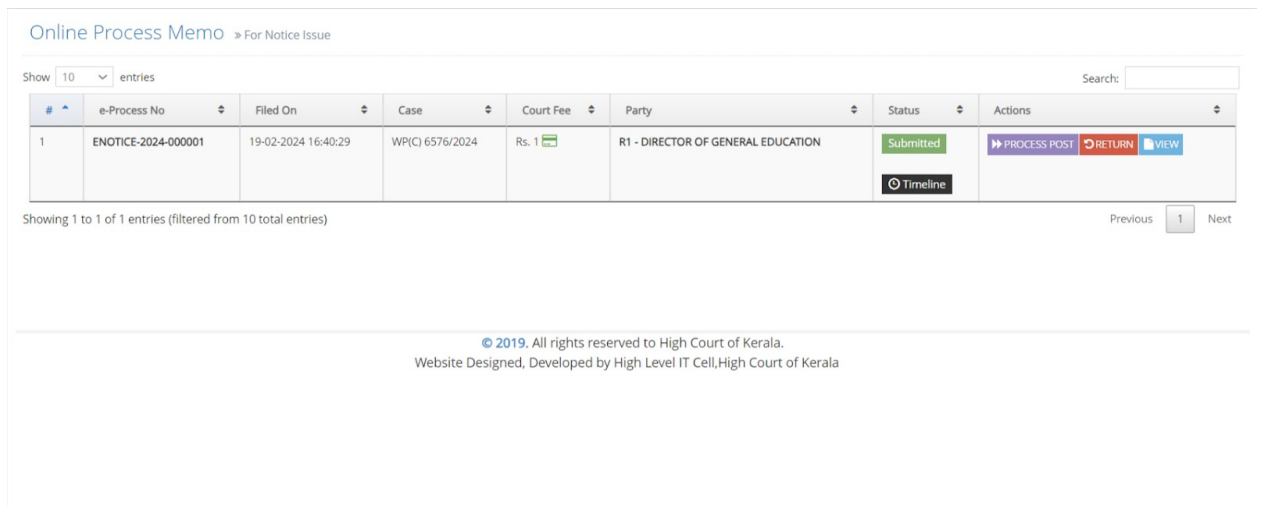 Online Process Memo » For Notice Issue
Show 10 entries Search:
# e-Process No Filed On Case Court Fee Party Status Actions
1 ENOTICE-2024-000001 19-02-2024 16:40:29 WP(C) 6576/2024 Rs. 1 R1 - DIRECTOR OF GENERAL EDUCATION Submitted PROCESS POST RETURN VIEW
Timeline
Showing 1 to 1 of 1 entries (filtered from 10 total entries) Previous 1 Next
© 2019. All rights reserved to High Court of Kerala.
Website Designed, Developed by High Level IT Cell,High Court of Kerala